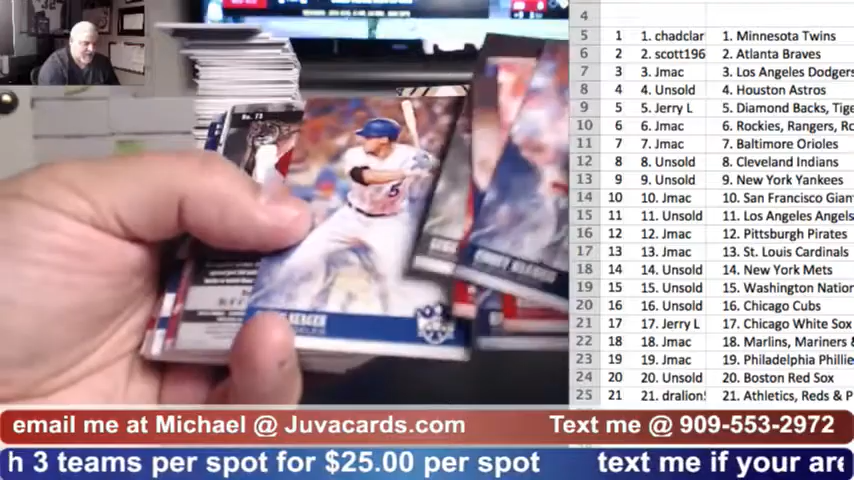 4
5 1 1. chadclar 1. Minnesota Twins
6 2 2. scott196 2. Atlanta Braves
7 3 3. Jmac 3. Los Angeles Dodgers
8 4 4. Unsold 4. Houston Astros
9 5 5. Jerry L 5. Diamond Backs, Tige
10 6 6. Jmac 6. Rockies, Rangers, Ro
11 7 7. Jmac 7. Baltimore Orioles
12 8 8. Unsold 8. Cleveland Indians
13 9 9. Unsold 9. New York Yankees
14 10 10. Jmac 10. San Francisco Gian
15 11 11. Unsold 11. Los Angeles Angels
16 12 12. Jmac 12. Pittsburgh Pirates
17 13 13. Jmac 13. St. Louis Cardinals
18 14 14. Unsold 14. New York Mets
19 15 15. Unsold 15. Washington Nation
20 16 16. Unsold 16. Chicago Cubs
21 17 17. Jerry L 17. Chicago White Sox
22 18 18. Jmac 18. Marlins, Mariners &
23 19 19. Jmac 19. Philadelphia Phillie
24 20 20. Unsold 20. Boston Red Sox
25 21 21. dralion! 21. Athletics, Reds & P
No. 73
5
SEAGER
email me at Michael @ Juvacards.com Text me @ 909-553-2972
h 3 teams per spot for $25.00 per spot text me if your are